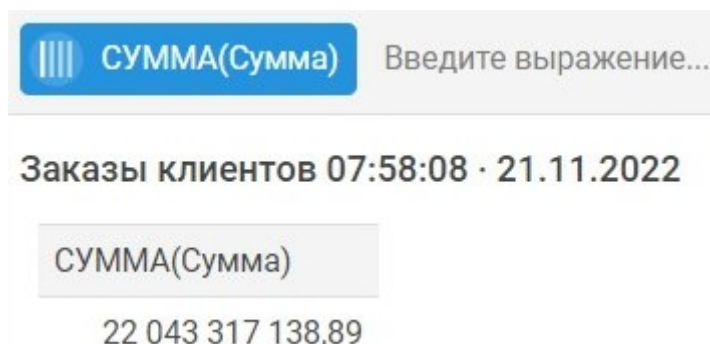 СУММА(Сумма) Введите выражение...
Заказы клиентов 07:58:08 · 21.11.2022
СУММА(Сумма)
22 043 317 138,89